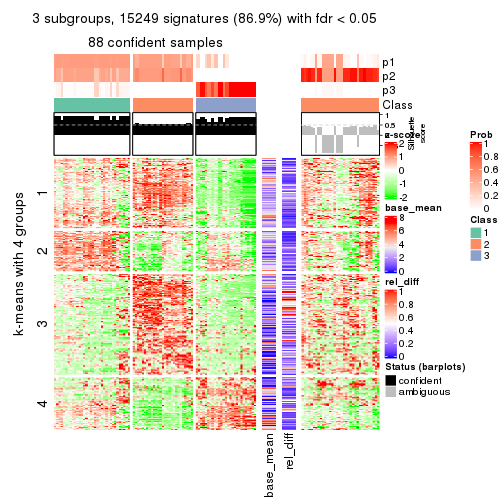 3 subgroups, 15249 signatures (86.9%) with fdr < 0.05
88 confident samples
p1
p2
p3
Class
1
0.5
0
Silhouette
score
k-means with 4 groups
1
2
3
4
base_mean
rel_diff
z-score
2
1
0
-1
-2
base_mean
8
6
4
2
0
rel_diff
1
0.8
0.6
0.4
0.2
0
Status (barplots)
confident
ambiguous
Prob
1
0.8
0.6
0.4
0.2
0
Class
1
2
3